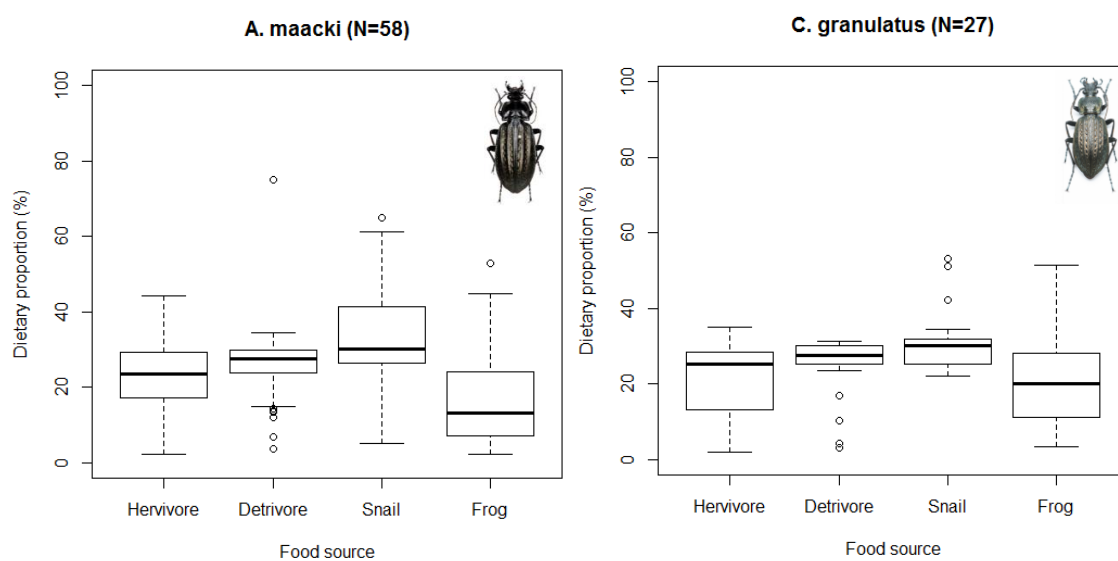 A. maacki (N=58)
100
80
60
40
20
0
Dietary proportion (%)
Hervivore Detrivore Snail Frog
Food source
C. granulatus (N=27)
100
80
60
40
20
0
Dietary proportion (%)
Hervivore Detrivore Snail Frog
Food source